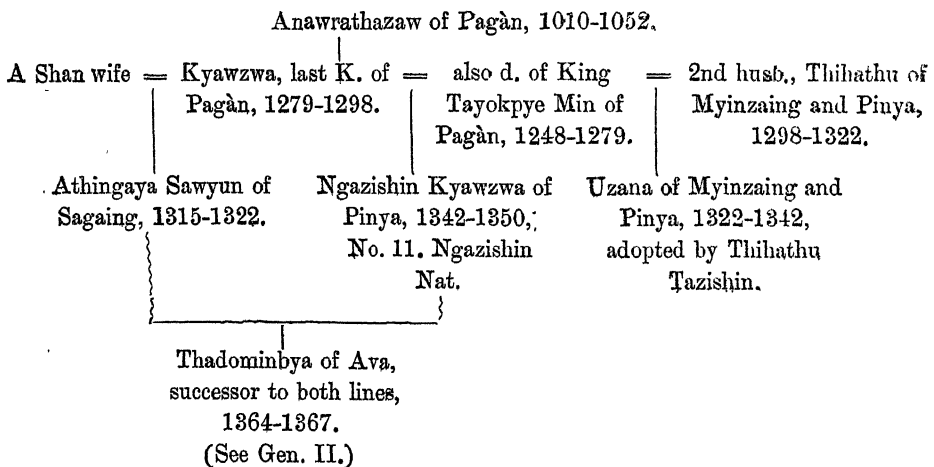 Anawrathazaw of Pagàn, 1010-1052.
A Shan wife = Kyawzwa, last K. of = also d. of King = 2nd husb., Thihathu of
Pagàn, 1279-1298. Tayokpye Min of Myinzaing and Pinya,
Pagàn, 1248-1279. 1298-1322.
Athingaya Sawyun of Ngazishin Kyawzwa of Uzana of Myinzaing and
Sagaing, 1315-1322. Pinya, 1342-1350, Pinya, 1322-1342,
No. 11. Ngazishin adopted by Thihathu
Nat. Tazishin.
Thadominbya of Ava,
successor to both lines,
1364-1367.
(See Gen. II.)